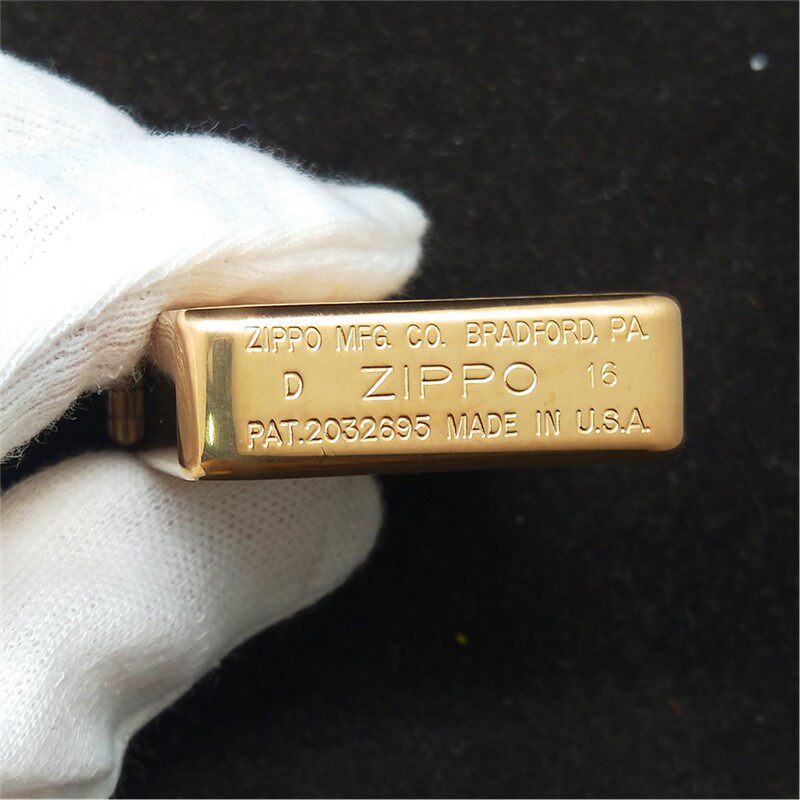 ZIPPO MFG. CO. BRADFORD, PA.
D ZIPPO 16
PAT.2032695 MADE IN U.S.A.